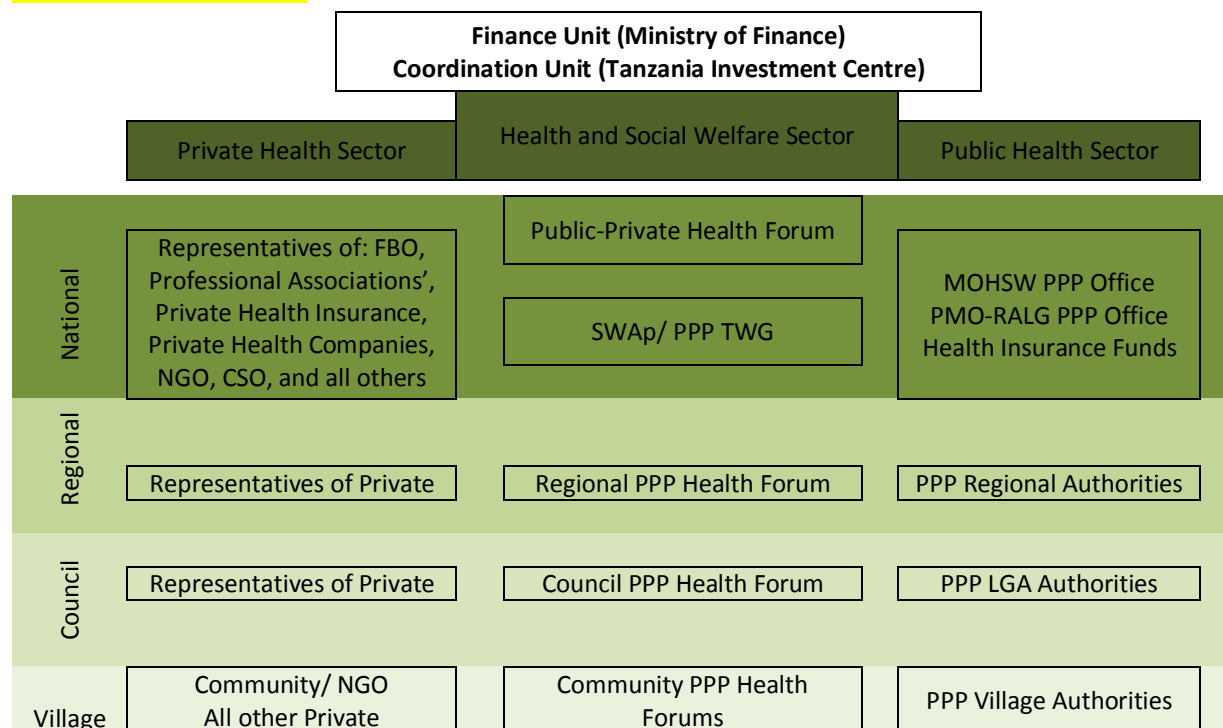 Finance Unit (Ministry of Finance)
Coordination Unit (Tanzania Investment Centre)
Private Health Sector
Health and Social Welfare Sector
Public Health Sector
National
Representatives of: FBO,
Professional Associations’,
Private Health Insurance,
Private Health Companies,
NGO, CSO, and all others
Public-Private Health Forum
SWAp/ PPP TWG
MOHSW PPP Office
PMO-RALG PPP Office
Health Insurance Funds
Regional
Representatives of Private
Regional PPP Health Forum
PPP Regional Authorities
Council
Representatives of Private
Council PPP Health Forum
PPP LGA Authorities
Village
Community/ NGO
All other Private
Community PPP Health
Forums
PPP Village Authorities